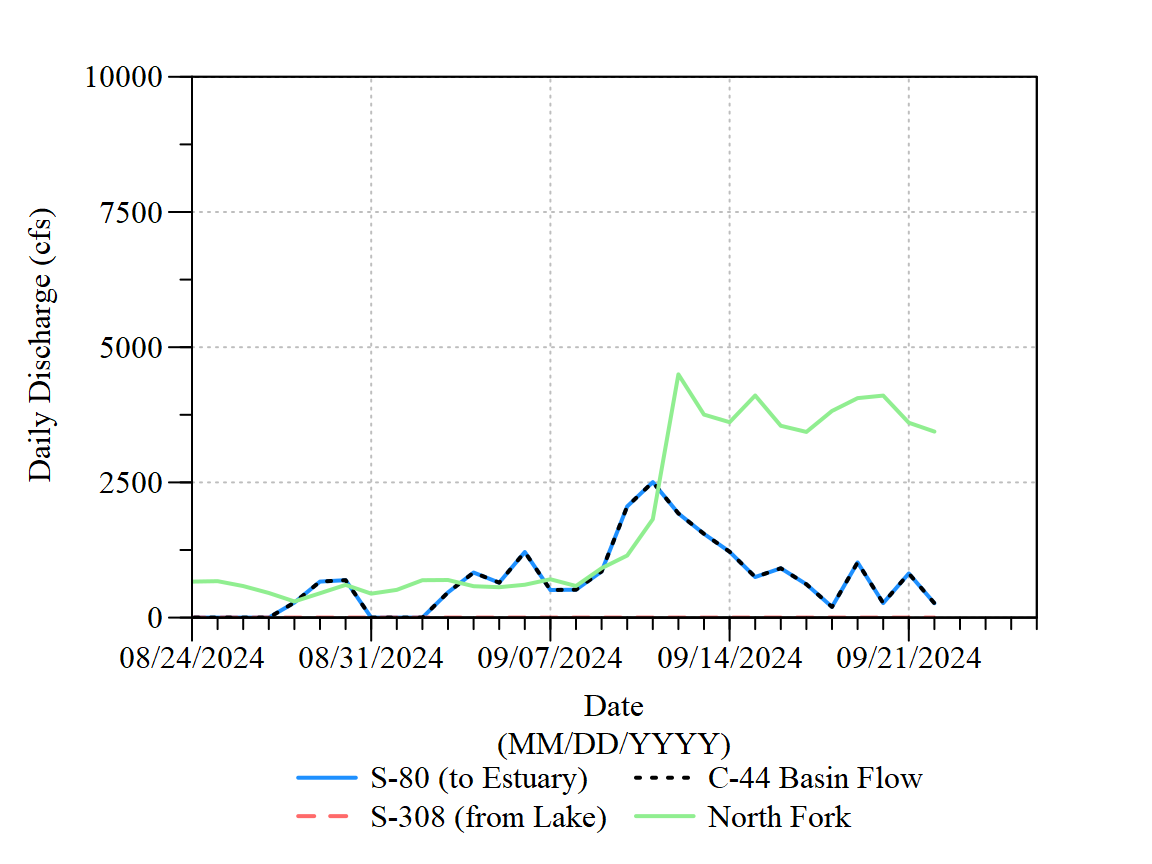 10000
7500
5000
2500
0
Daily Discharge (cfs)
08/24/2024 08/31/2024 09/07/2024 09/14/2024 09/21/2024
Date
(MM/DD/YYYY)
S-80 (to Estuary) C-44 Basin Flow
S-308 (from Lake) North Fork